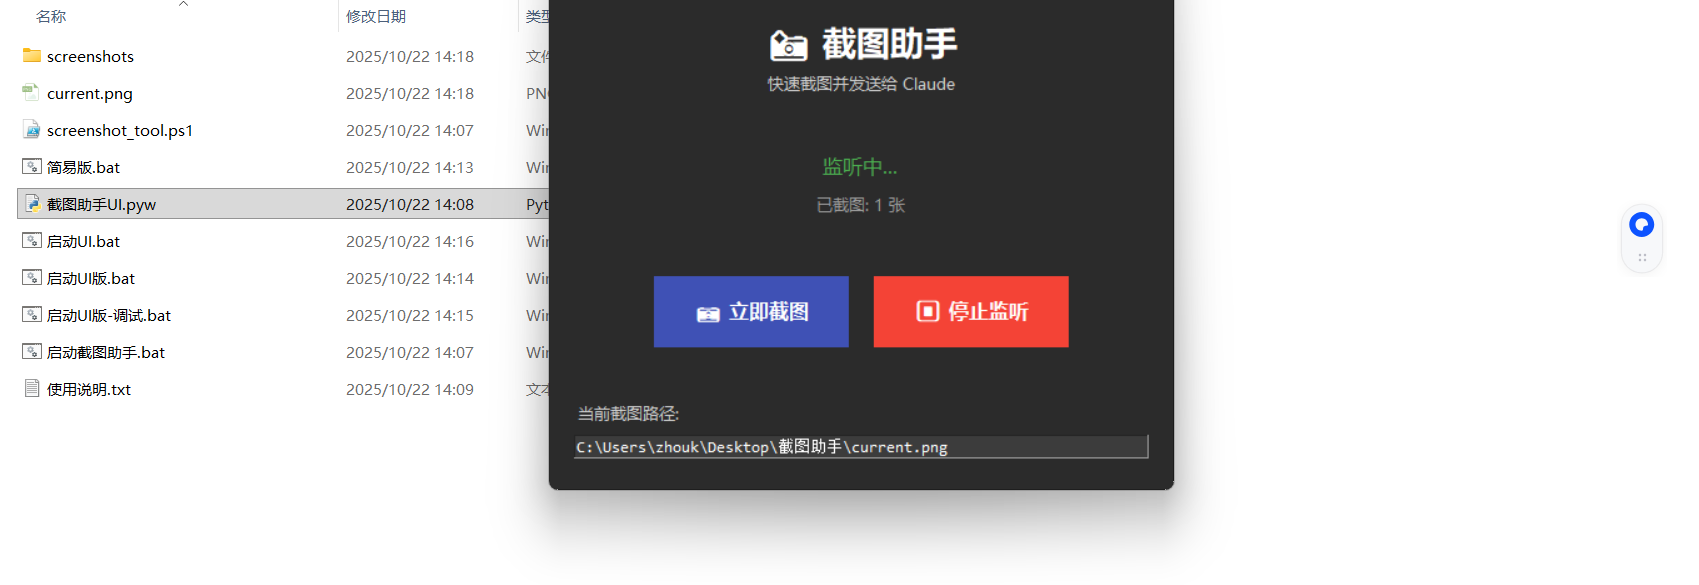 名称 修改日期 类型
screenshots 2025/10/22 14:18 文件
current.png 2025/10/22 14:18 PN
screenshot_tool.ps1 2025/10/22 14:07 Win
简易版.bat 2025/10/22 14:13 Win
截图助手UI.pyw 2025/10/22 14:08 Pyt
启动UI.bat 2025/10/22 14:16 Win
启动UI版.bat 2025/10/22 14:14 Win
启动UI版-调试.bat 2025/10/22 14:15 Win
启动截图助手.bat 2025/10/22 14:07 Win
使用说明.txt 2025/10/22 14:09 文本
截图助手
快速截图并发送给 Claude
监听中...
已截图: 1 张
立即截图
停止监听
当前截图路径:
C:\Users\zhouk\Desktop\截图助手\current.png